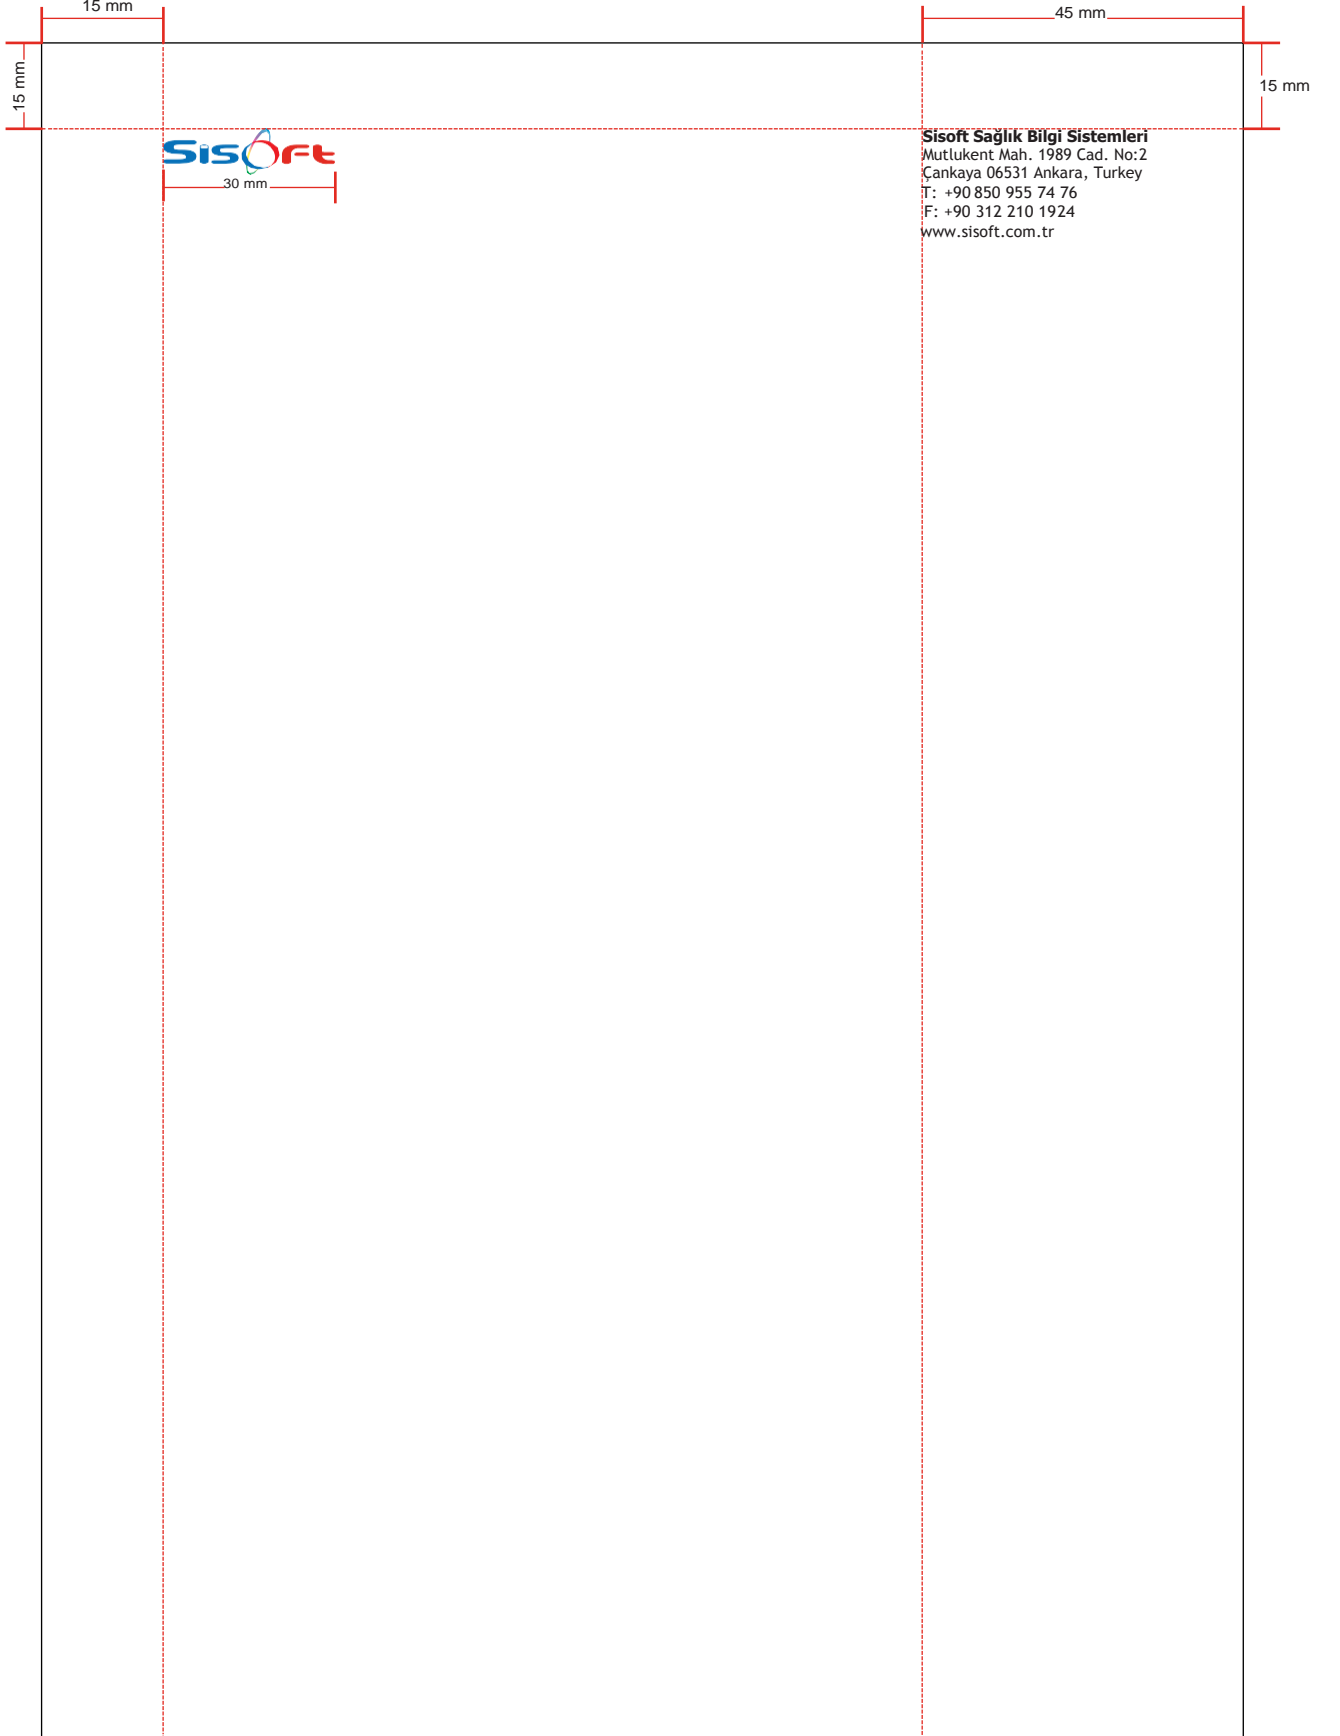 15 mm
45 mm
15 mm
15 mm
Sisoft
30 mm
Sisoft Sağlık Bilgi Sistemleri
Mutlukent Mah. 1989 Cad. No:2
Çankaya 06531 Ankara, Turkey
T: +90 850 955 74 76
F: +90 312 210 1924
www.sisoft.com.tr